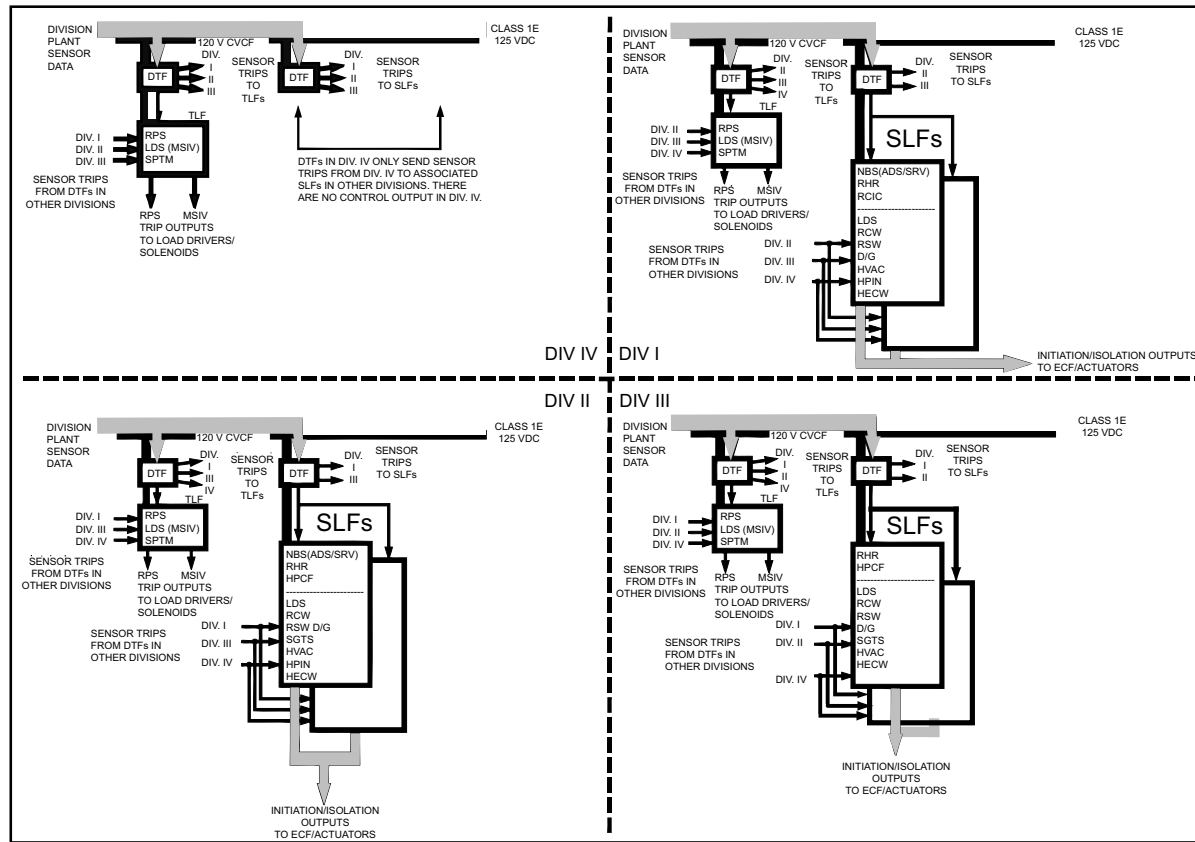 DIVISION
PLANT
SENSOR
DATA
120 V CVCF
CLASS 1E
125 VDC
DTF
DIV.
I
II
III
SENSOR
TRIPS
TO
TLFs
DTF
DIV.
I
II
III
SENSOR
TRIPS
TO SLFs
TLF
DIV. I
DIV. II
DIV. III
RPS
LDS (MSIV)
SPTM
SENSOR TRIPS
FROM DTFs IN
OTHER DIVISIONS
RPS MSIV
TRIP OUTPUTS
TO LOAD DRIVERS/
SOLENOIDS
DTFs IN DIV. IV ONLY SEND SENSOR
TRIPS FROM DIV. IV TO ASSOCIATED
SLFs IN OTHER DIVISIONS. THERE
ARE NO CONTROL OUTPUT IN DIV. IV.
DIV IV
DIVISION
PLANT
SENSOR
DATA
120 V CVCF
CLASS 1E
125 VDC
DTF
DIV.
II
III
IV
SENSOR
TRIPS
TO
TLFs
DTF
DIV.
II
III
SENSOR
TRIPS
TO SLFs
TLF
DIV. II
DIV. III
DIV. IV
RPS
LDS (MSIV)
SPTM
SENSOR TRIPS
FROM DTFs IN
OTHER DIVISIONS
RPS MSIV
TRIP OUTPUTS
TO LOAD DRIVERS/
SOLENOIDS
SLFs
NBS(ADS/SRV)
RHR
RCIC
LDS
RCW
RSW
D/G
HVAC
HPIN
HECW
SENSOR TRIPS
FROM DTFs IN
OTHER DIVISIONS
DIV. II
DIV. III
DIV. IV
INITIATION/ISOLATION OUTPUTS
TO ECF/ACTUATORS
DIV I
DIV II
DIVISION
PLANT
SENSOR
DATA
120 V CVCF
CLASS 1E
125 VDC
DTF
DIV.
I
III
IV
SENSOR
TRIPS
TO
TLFs
DTF
DIV.
I
III
SENSOR
TRIPS
TO SLFs
TLF
DIV. I
DIV. III
DIV. IV
RPS
LDS (MSIV)
SPTM
SENSOR TRIPS
FROM DTFs IN
OTHER DIVISIONS
RPS MSIV
TRIP OUTPUTS
TO LOAD DRIVERS/
SOLENOIDS
SLFs
NBS(ADS/SRV)
RHR
HPCF
LDS
RCW
RSW D/G
SGTS
HVAC
HPIN
HECW
SENSOR TRIPS
FROM DTFs IN
OTHER DIVISIONS
DIV. I
DIV. III
DIV. IV
INITIATION/ISOLATION
OUTPUTS
TO ECF/ACTUATORS
DIV III
DIVISION
PLANT
SENSOR
DATA
120 V CVCF
CLASS 1E
125 VDC
DTF
DIV.
I
II
IV
SENSOR
TRIPS
TO
TLFs
DTF
DIV.
I
II
SENSOR
TRIPS
TO SLFs
TLF
DIV. I
DIV. II
DIV. IV
RPS
LDS (MSIV)
SPTM
SENSOR TRIPS
FROM DTFs IN
OTHER DIVISIONS
RPS MSIV
TRIP OUTPUTS
TO LOAD DRIVERS/
SOLENOIDS
SLFs
RHR
HPCF
LDS
RCW
RSW
D/G
SGTS
HVAC
HECW
SENSOR TRIPS
FROM DTFs IN
OTHER DIVISIONS
DIV. I
DIV. II
DIV. IV
INITIATION/ISOLATION
OUTPUTS
TO ECF/ACTUATORS